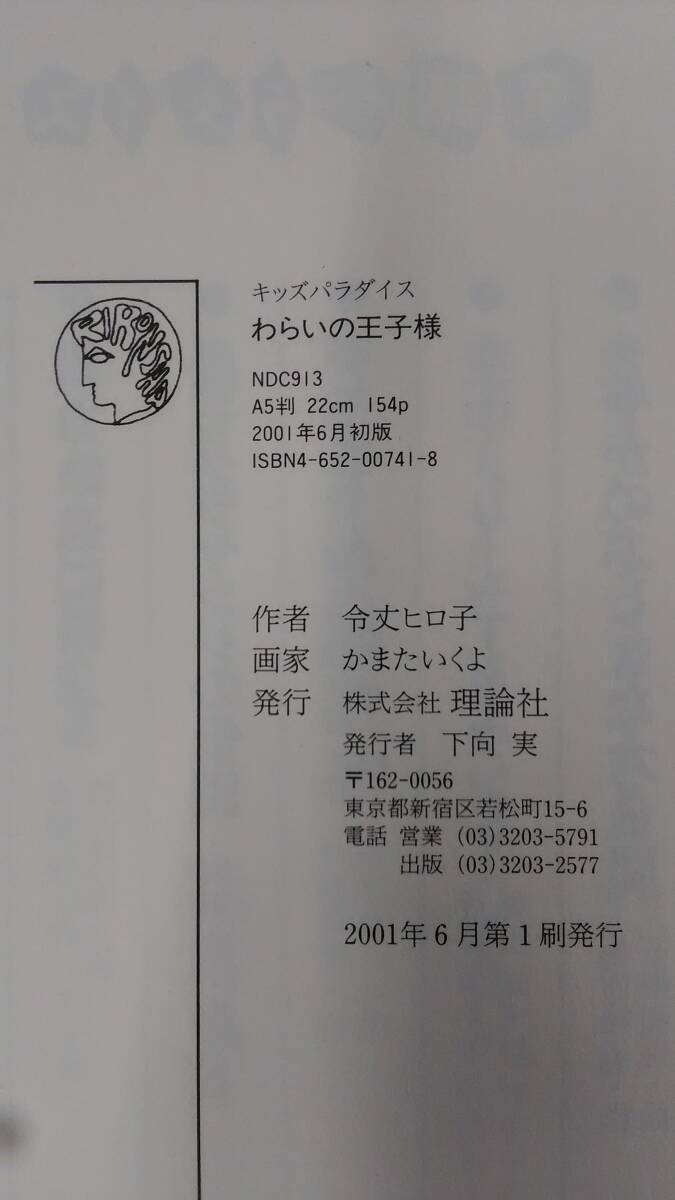 RIRONSHA
キッズパラダイス
わらいの王子様
NDC913
A5判 22cm 154p
2001年6月初版
ISBN4-652-00741-8
作者 令丈ヒロ子
画家 かまたいくよ
発行 株式会社 理論社
発行者 下向 実
〒162-0056
東京都新宿区若松町15-6
電話 営業 (03)3203-5791
出版 (03)3203-2577
2001年6月第1刷発行